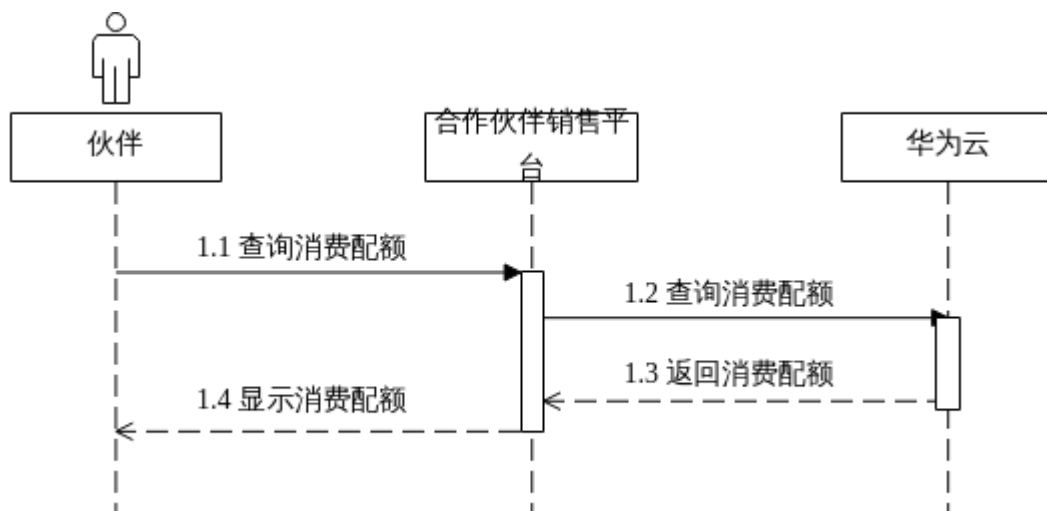 伙伴
合作伙伴销售平
台
华为云
1.1 查询消费配额
1.2 查询消费配额
1.3 返回消费配额
1.4 显示消费配额